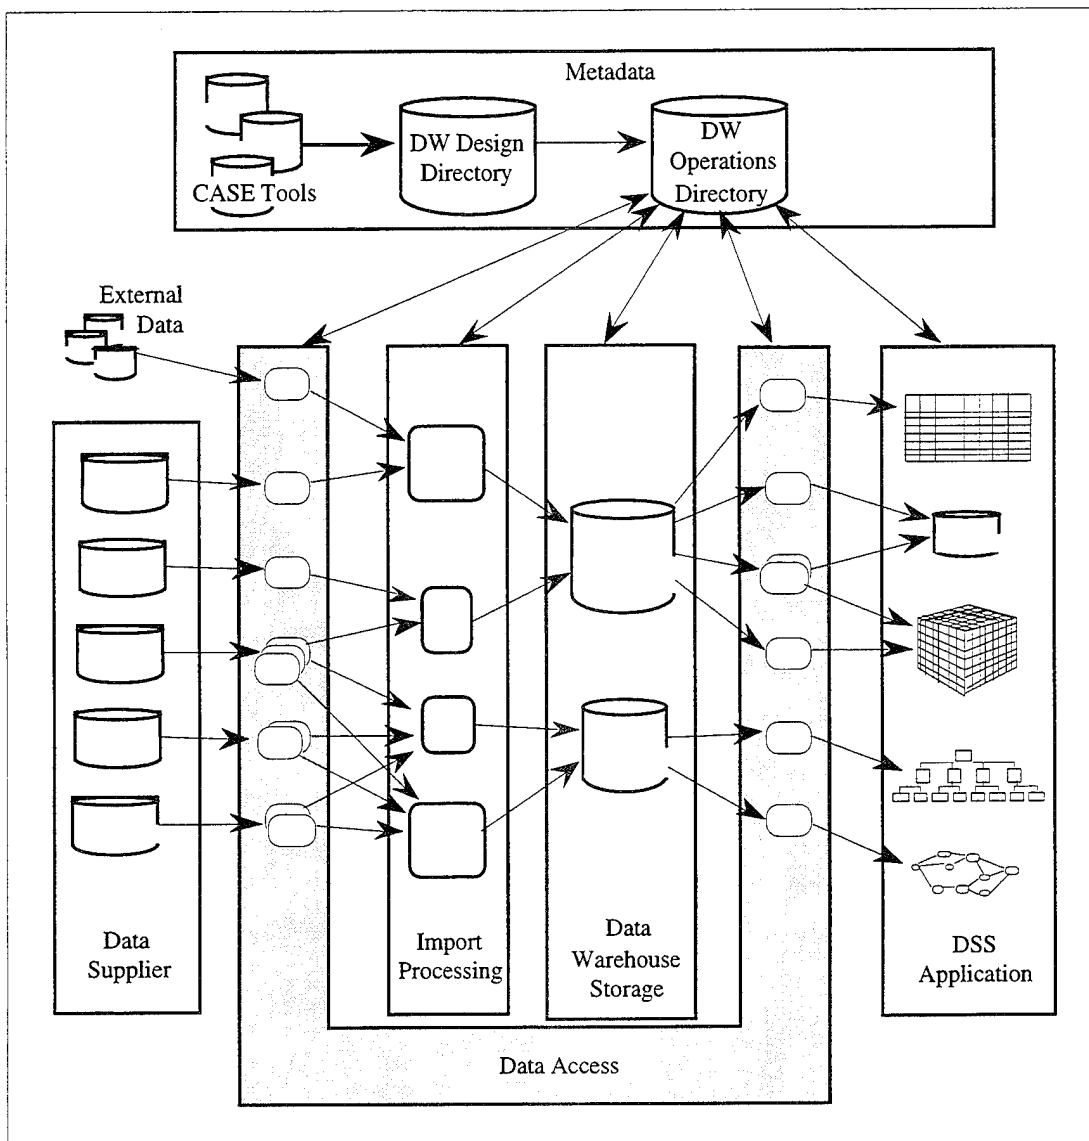 Metadata
CASE Tools
DW Design
Directory
DW
Operations
Directory
External
Data
Data
Supplier
Import
Processing
Data
Warehouse
Storage
DSS
Application
Data Access